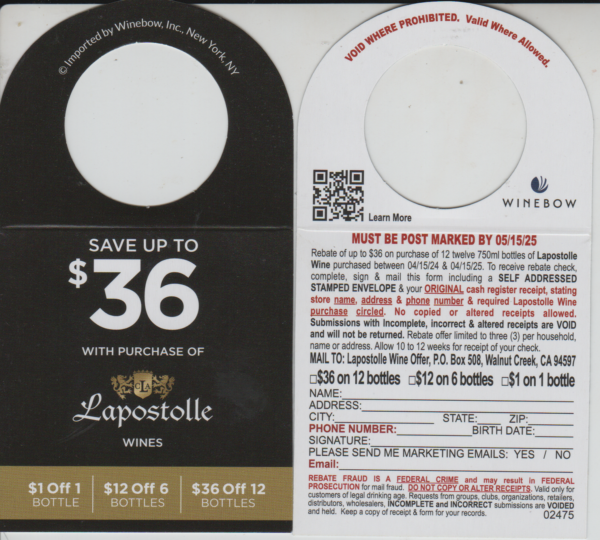 © Imported by Winebow, Inc., New York, NY
SAVE UP TO
$36
WITH PURCHASE OF
CLA
Lapostolle
WINES
$1 Off 1
BOTTLE
$12 Off 6
BOTTLES
$36 Off 12
BOTTLES
VOID WHERE PROHIBITED. Valid Where Allowed.
Learn More
WINEBOW
MUST BE POST MARKED BY 05/15/25
Rebate of up to $36 on purchase of 12 twelve 750ml bottles of Lapostolle
Wine purchased between 04/15/24 & 04/15/25. To receive rebate check,
complete, sign & mail this form including a SELF ADDRESSED
STAMPED ENVELOPE & your ORIGINAL cash register receipt, stating
store name, address & phone number & required Lapostolle Wine
purchase circled. No copied or altered receipts allowed.
Submissions with Incomplete, incorrect & altered receipts are VOID
and will not be returned. Rebate offer limited to three (3) per household,
name or address. Allow 10 to 12 weeks for receipt of your check.
MAIL TO: Lapostolle Wine Offer, P.O. Box 508, Walnut Creek, CA 94597
□$36 on 12 bottles □$12 on 6 bottles □$1 on 1 bottle
NAME:
ADDRESS:
CITY: STATE: ZIP:
PHONE NUMBER: BIRTH DATE:
SIGNATURE:
PLEASE SEND ME MARKETING EMAILS: YES / NO
Email:
REBATE FRAUD IS A FEDERAL CRIME and may result in FEDERAL
PROSECUTION for mail fraud. DO NOT COPY OR ALTER RECEIPTS. Valid only for
customers of legal drinking age. Requests from groups, clubs, organizations, retailers,
distributors, wholesalers, INCOMPLETE and INCORRECT submissions are VOIDED
and held. Keep a copy of receipt & form for your records.
02475